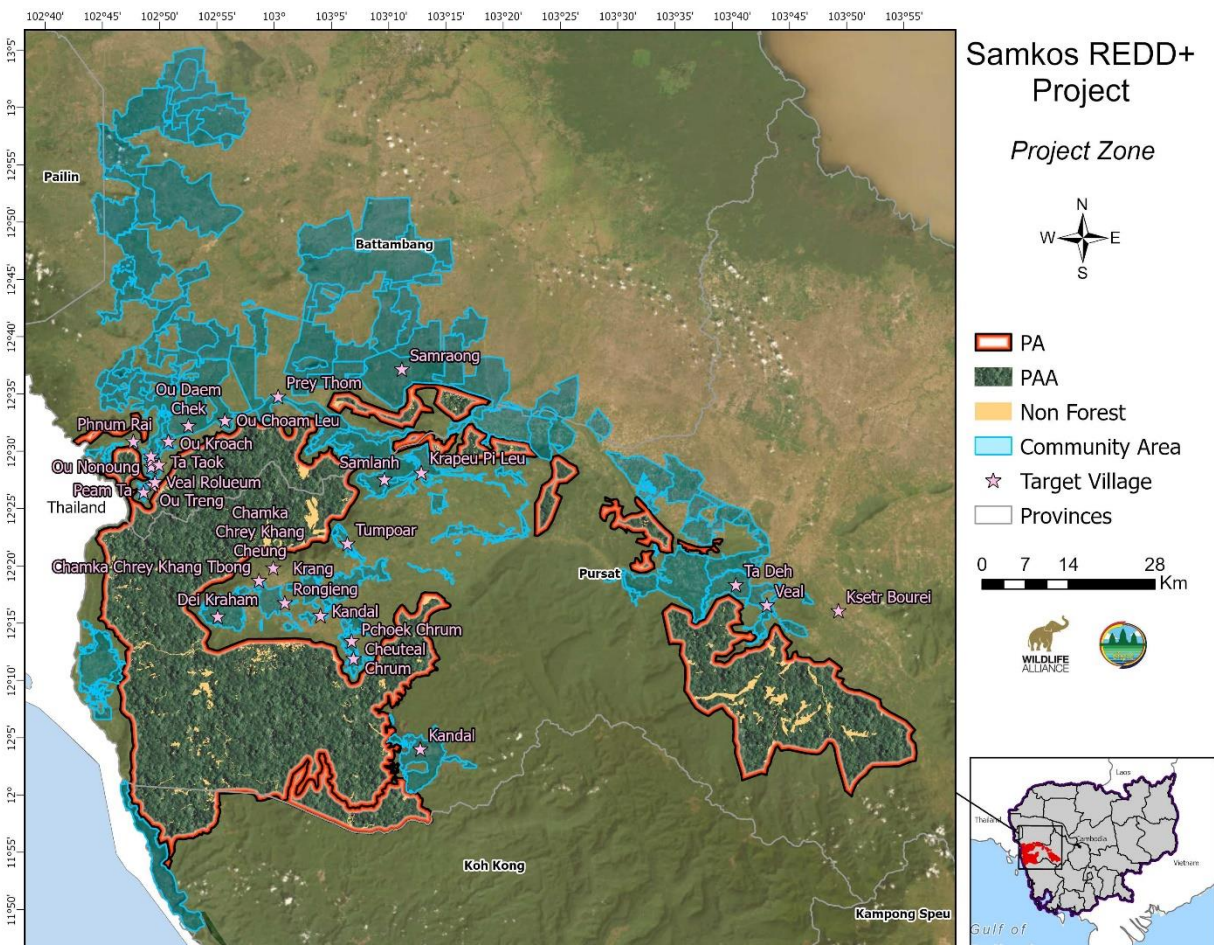 102°40' 102°45' 102°50' 102°55' 103° 103°5' 103°10' 103°15' 103°20' 103°25' 103°30' 103°35' 103°40' 103°45' 103°50' 103°55'
13°5'
13°
12°55'
12°50'
12°45'
12°40'
12°35'
12°30'
12°25'
12°20'
12°15'
12°10'
12°5'
12°
11°55'
11°50'
Pailin
Battambang
Samraong
Prey Thom
Ou Daem
Chek
Ou Choam Leu
Phnum Rai
Ou Kroach
Ou Nonoung
Ta Taok
Samlanh
Krapeu Pi Leu
Peam Ta
Veal Rolueum
Ou Treng
Thailand
Chamka
Chrey Khang
Cheung
Tumpoar
Chamka Chrey Khang Tbong
Krang
Pursat
Ta Deh
Rongieng
Veal
Ksetr Bourei
Dei Kraham
Kandal
Pchoek Chrum
Cheuteal
Chrum
Kandal
Koh Kong
Kampong Speu
Samkos REDD+
Project
Project Zone
N
W E
S
PA
PAA
Non Forest
Community Area
Target Village
Provinces
0 7 14 28
Km
WILDLIFE
ALLIANCE
Laos
Thailand
Cambodia
Vietnam
Gulf of